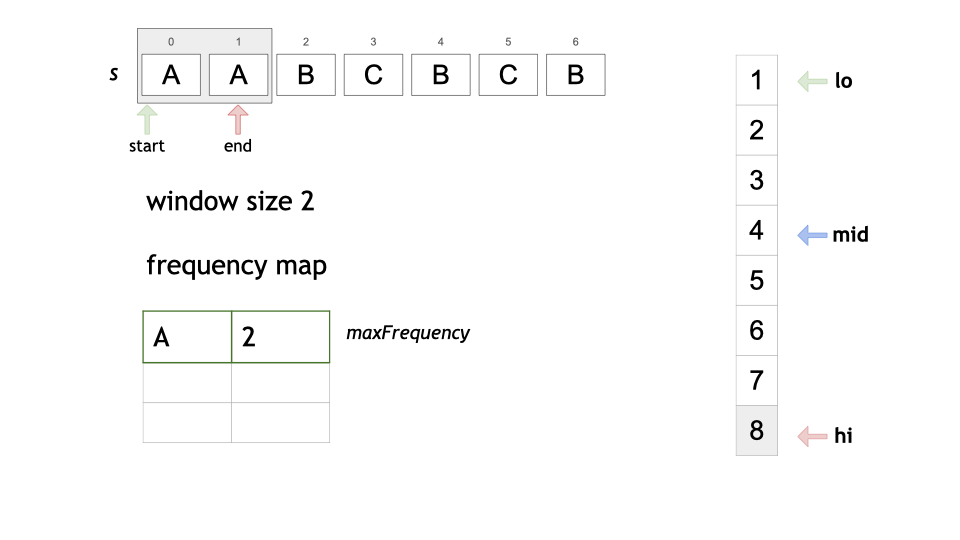 0 1 2 3 4 5 6
s A A B C B C B
start end
window size 2
frequency map
A 2 maxFrequency
1 lo
2
3
4 mid
5
6
7
8 hi